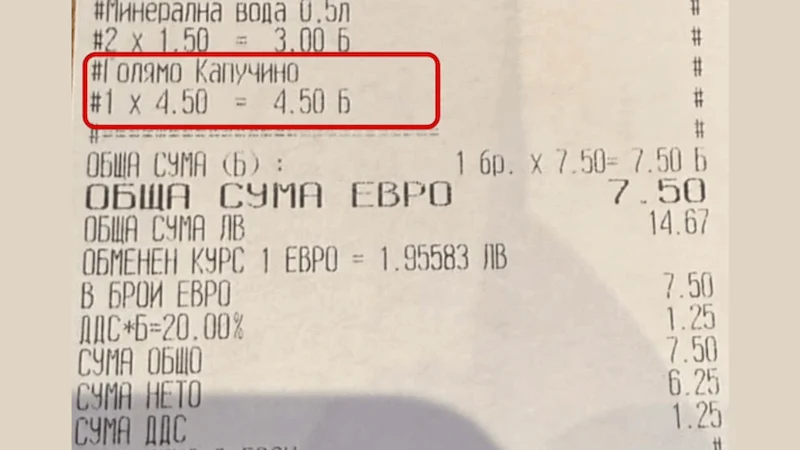 #Минерална вода 0.5л #
#2 x 1.50 = 3.00 Б #
#Голямо Капучино #
#1 x 4.50 = 4.50 Б #
#------------------------------ #
ОБЩА СУМА (Б) : 1 бр. x 7.50= 7.50 Б
ОБЩА СУМА ЕВРО 7.50
ОБЩА СУМА ЛВ 14.67
ОБМЕНЕН КУРС 1 ЕВРО = 1.95583 ЛВ
В БРОИ ЕВРО 7.50
ДДС*Б=20.00% 1.25
СУМА ОБЩО 7.50
СУМА НЕТО 6.25
СУМА ДДС 1.25
#